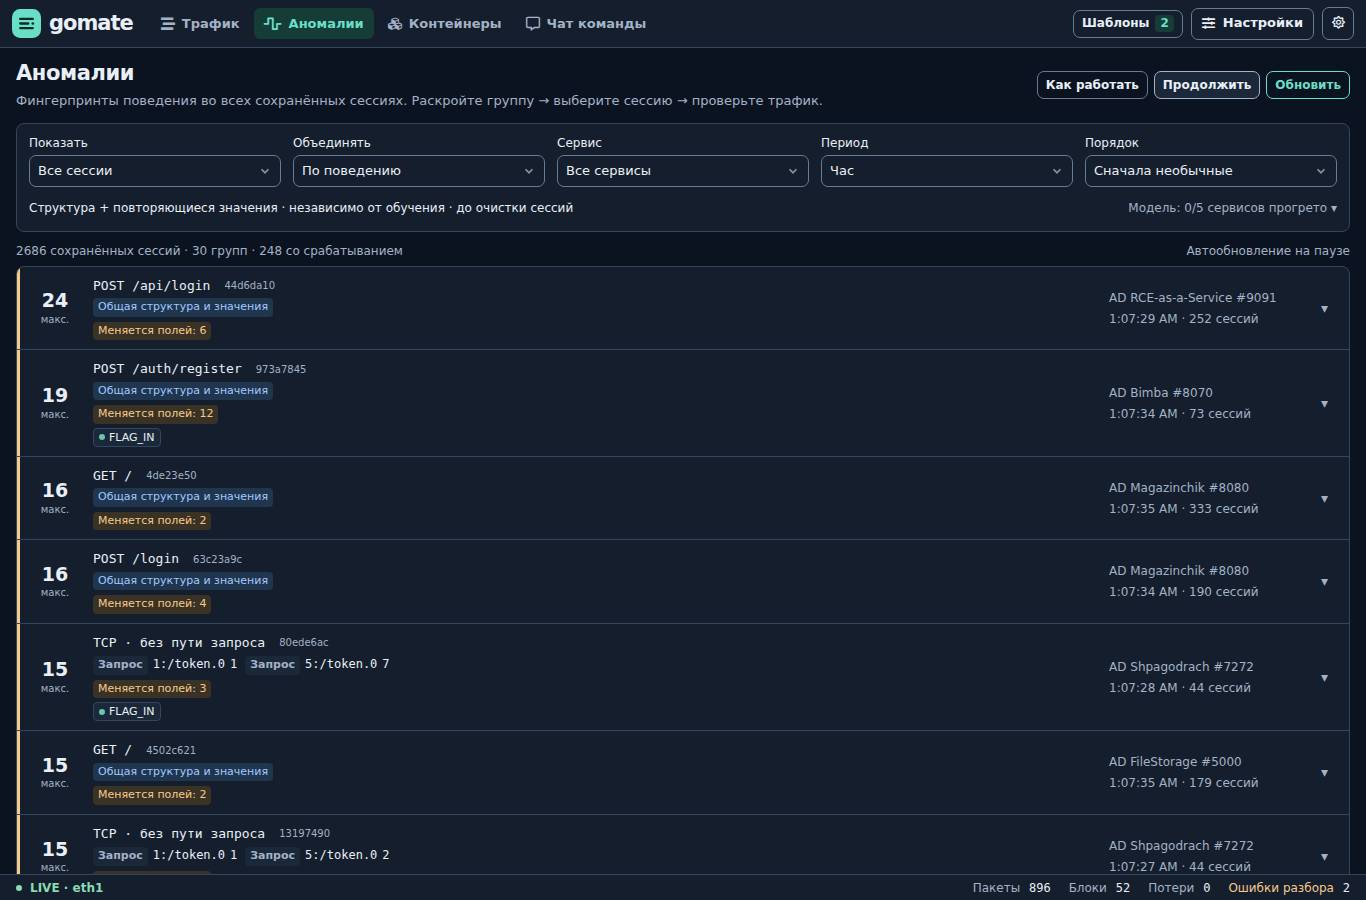 gomate Трафик Аномалии Контейнеры Чат команды Шаблоны 2 Настройки
Аномалии
Фингерпринты поведения во всех сохранённых сессиях. Раскройте группу → выберите сессию → проверьте трафик.
Как работать Продолжить Обновить
Показать Объединять Сервис Период Порядок
Все сессии По поведению Все сервисы Час Сначала необычные
Структура + повторяющиеся значения · независимо от обучения · до очистки сессий Модель: 0/5 сервисов прогрето ▾
2686 сохранённых сессий · 30 групп · 248 со срабатыванием Автообновление на паузе
24 макс.
POST /api/login 44d6da10
Общая структура и значения
Меняется полей: 6
AD RCE-as-a-Service #9091
1:07:29 AM · 252 сессий ▾
19 макс.
POST /auth/register 973a7845
Общая структура и значения
Меняется полей: 12
FLAG_IN
AD Bimba #8070
1:07:34 AM · 73 сессий ▾
16 макс.
GET / 4de23e50
Общая структура и значения
Меняется полей: 2
AD Magazinchik #8080
1:07:35 AM · 333 сессий ▾
16 макс.
POST /login 63c23a9c
Общая структура и значения
Меняется полей: 4
AD Magazinchik #8080
1:07:34 AM · 190 сессий ▾
15 макс.
TCP · без пути запроса 80ede6ac
Запрос 1:/token.0 1 Запрос 5:/token.0 7
Меняется полей: 3
FLAG_IN
AD Shpagodrach #7272
1:07:28 AM · 44 сессий ▾
15 макс.
GET / 4502c621
Общая структура и значения
Меняется полей: 2
AD FileStorage #5000
1:07:35 AM · 179 сессий ▾
15 макс.
TCP · без пути запроса 13197490
Запрос 1:/token.0 1 Запрос 5:/token.0 2
AD Shpagodrach #7272
1:07:27 AM · 44 сессий ▾
LIVE · eth1 Пакеты 896 Блоки 52 Потери 0 Ошибки разбора 2